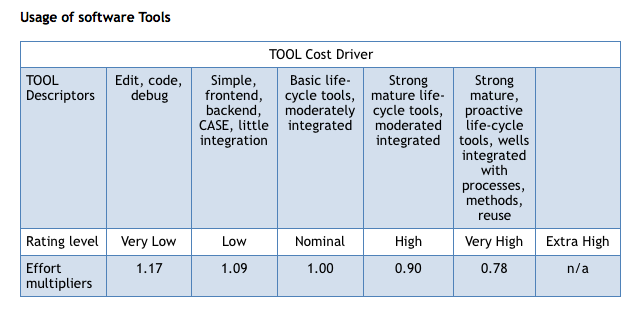 Usage of software Tools
TOOL Cost Driver
TOOL
Descriptors
Edit, code,
debug
Simple,
frontend,
backend,
CASE, little
integration
Basic life-
cycle tools,
moderately
integrated
Strong
mature life-
cycle tools,
moderated
integrated
Strong
mature,
proactive
life-cycle
tools, wells
integrated
with
processes,
methods,
reuse
Rating level Very Low Low Nominal High Very High Extra High
Effort
multipliers
1.17 1.09 1.00 0.90 0.78 n/a